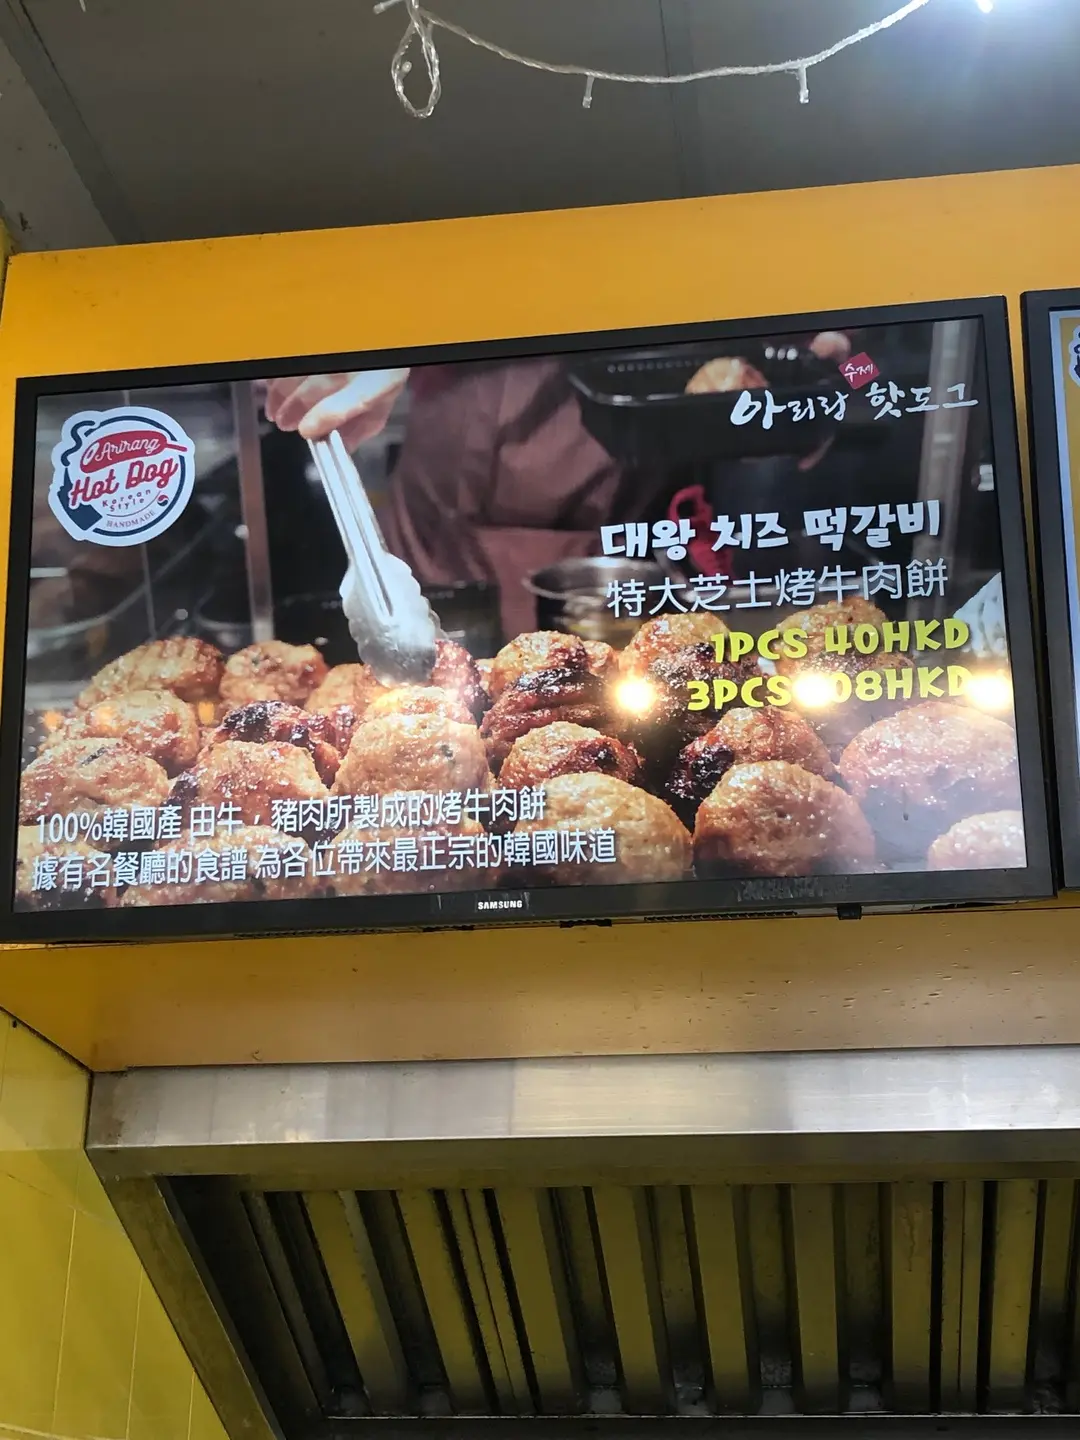 Arirang
Hot Dog
Korean
Style
HANDMADE
수제
아리랑 핫도그
대왕 치즈 떡갈비
特大芝士烤牛肉餅
1PCS 40HKD
3PCS 08HKD
100%韓國產 由牛，豬肉所製成的烤牛肉餅
據有名餐廳的食譜 為各位帶來最正宗的韓國味道
SAMSUNG